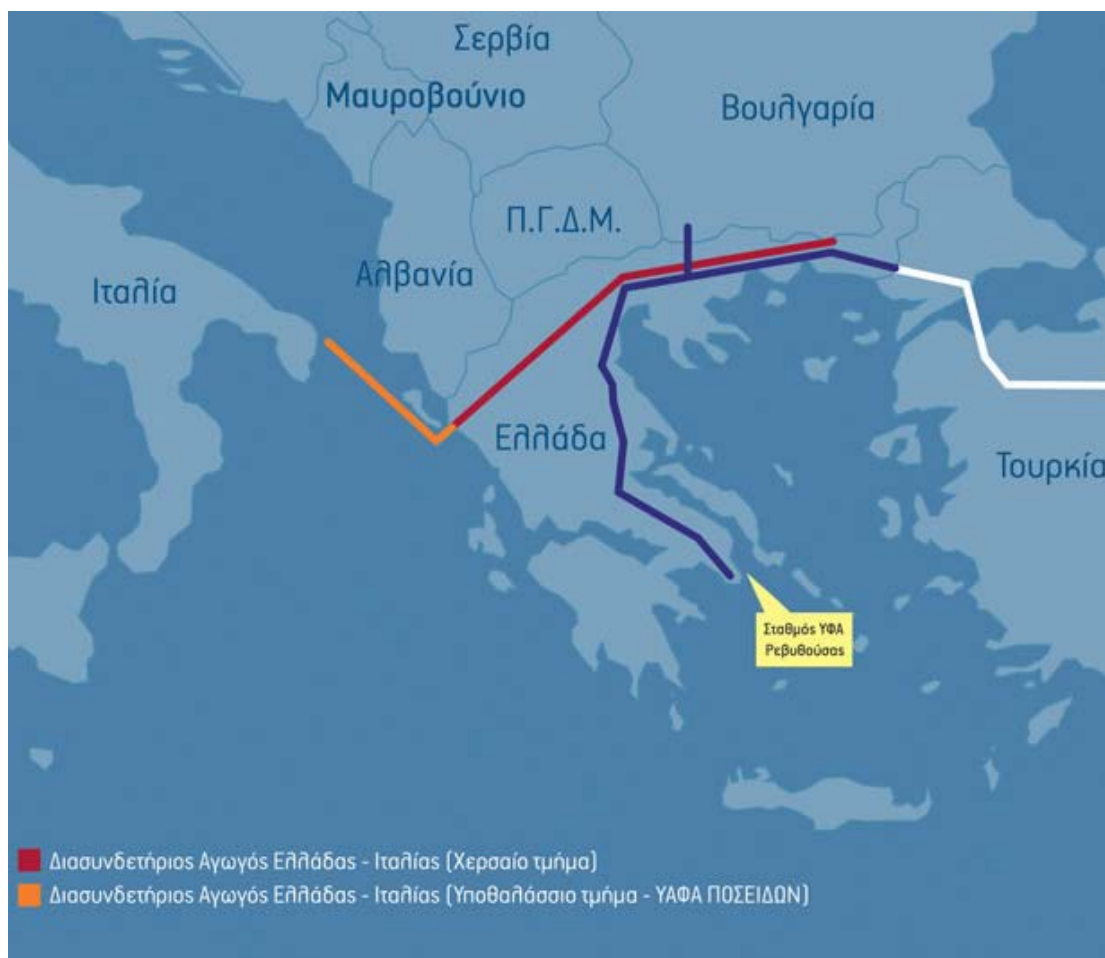 Σερβία
Μαυροβούνιο
Βουλγαρία
Π.Γ.Δ.Μ.
Αλβανία
Ιταλία
Ελλάδα
Τουρκία
Σταθμός ΥΦΑ
Ρεβυθούσας
Διασυνδετήριος Αγωγός Ελλάδας - Ιταλίας (Χερσαίο τμήμα)
Διασυνδετήριος Αγωγός Ελλάδας - Ιταλίας (Υποθαλάσσιο τμήμα - ΥΑΦΑ ΠΟΣΕΙΔΩΝ)